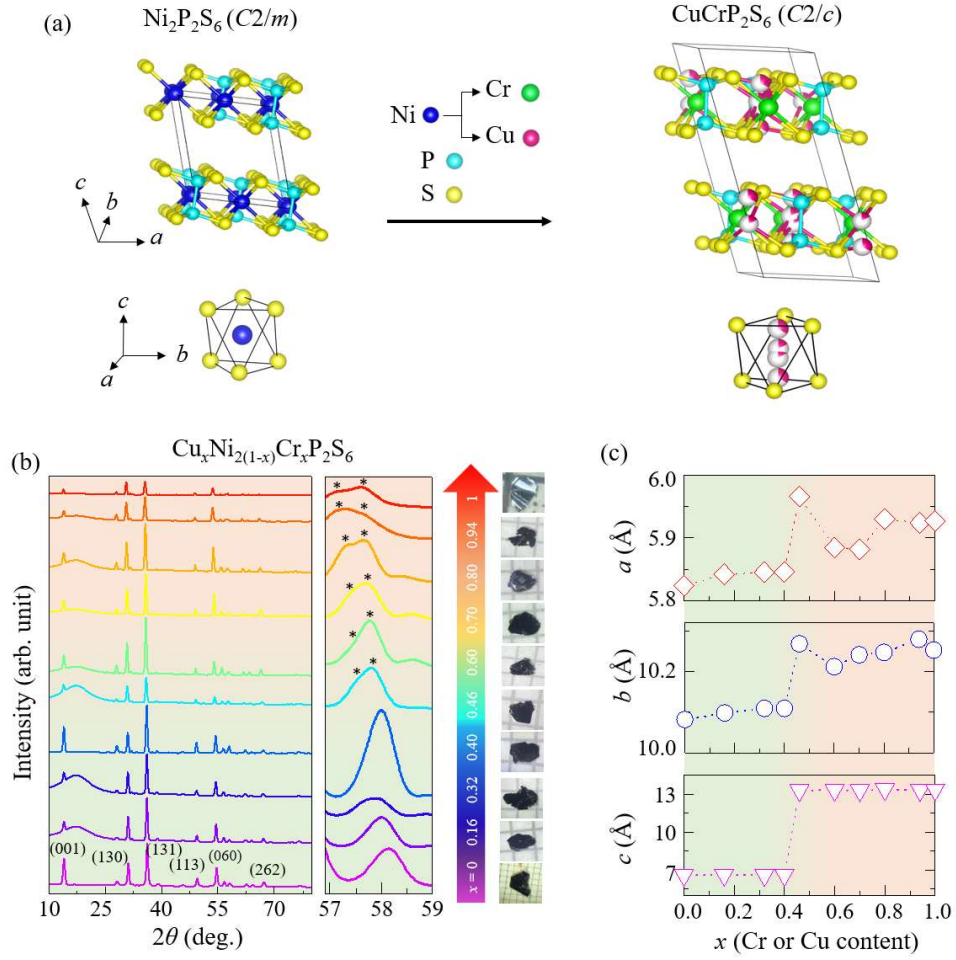 (a)
Ni₂P₂S₆ (C2/m)
CuCrP₂S₆ (C2/c)
Ni
Cr
Cu
P
S
c
b
a
c
b
a
(b)
CuₓNi₂₍₁₋ₓ₎CrₓP₂S₆
Intensity (arb. unit)
(001)
(130)
(131)
(113)
(060)
(262)
10 25 40 55 70
2θ (deg.)
* *
* *
* *
* *
* *
* *
57 58 59
1
0.94
0.80
0.70
0.60
0.46
0.40
0.32
0.16
x = 0
(c)
6.0
5.9
5.8
a (Å)
10.2
10.0
b (Å)
13
10
7
c (Å)
0.0 0.2 0.4 0.6 0.8 1.0
x (Cr or Cu content)